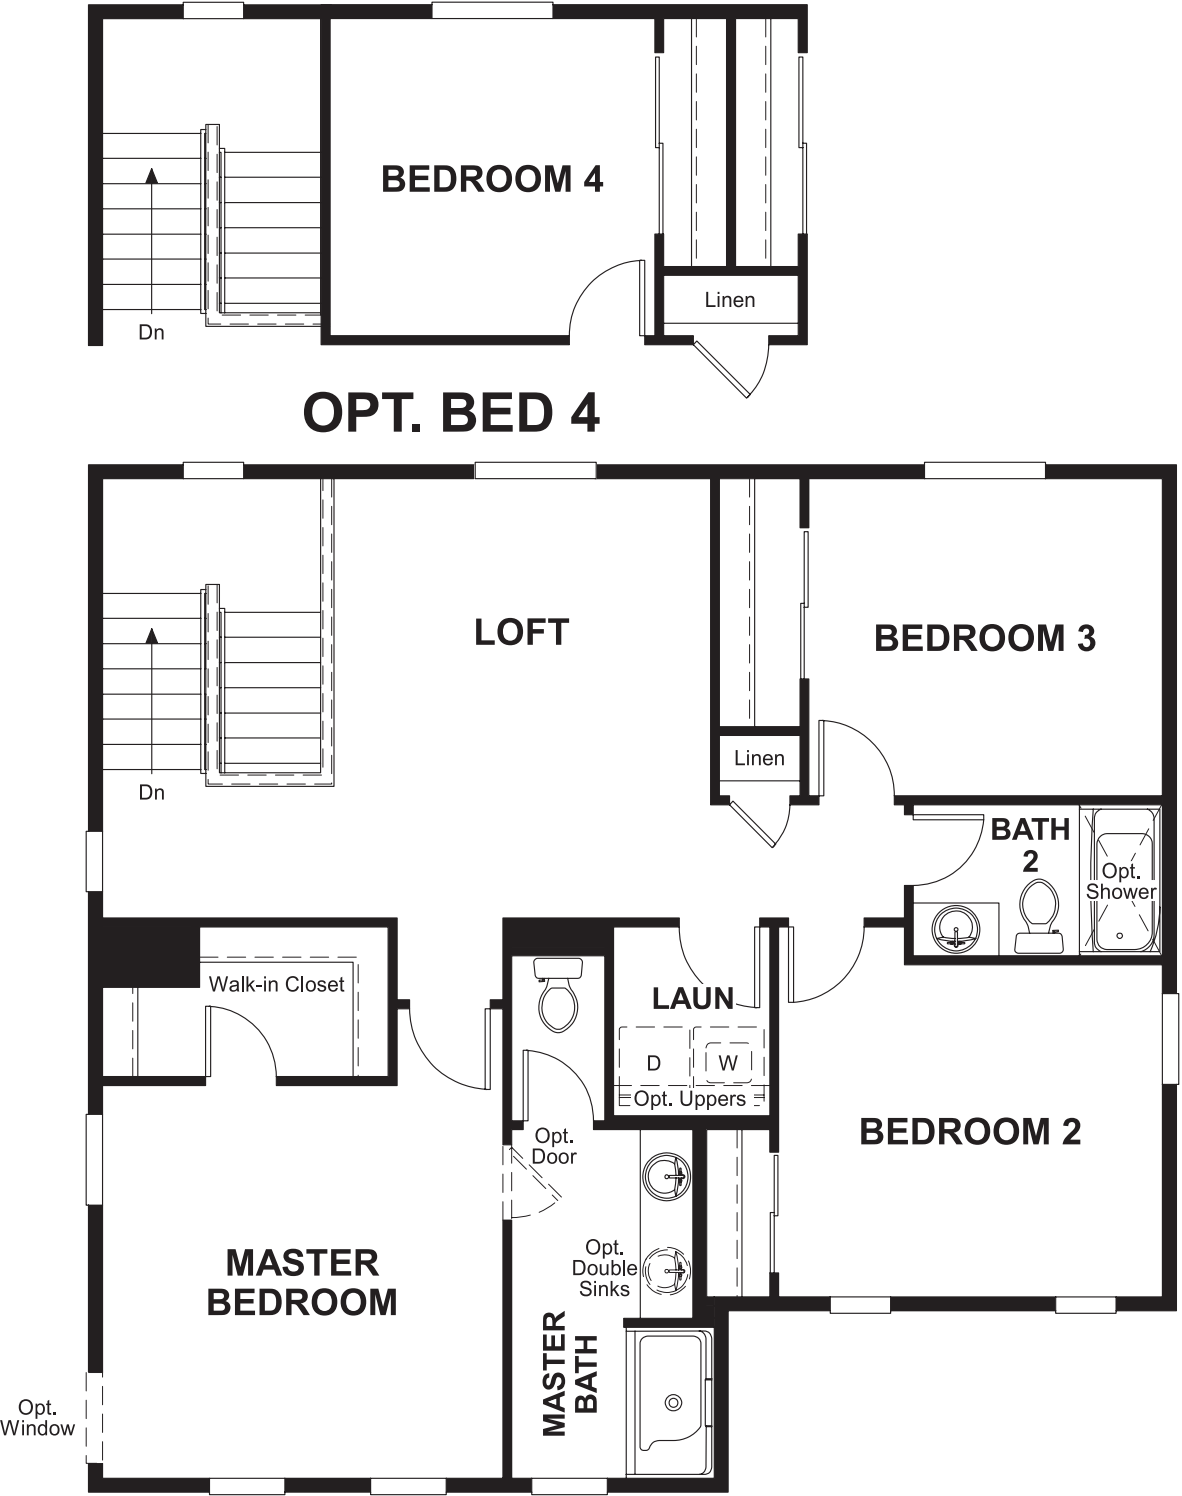 BEDROOM 4
Linen
Dn
OPT. BED 4
LOFT
BEDROOM 3
Linen
Dn
BATH
2
Opt.
Shower
Walk-in Closet
LAUN
D
W
Opt. Uppers
Opt.
Door
BEDROOM 2
MASTER
BEDROOM
Opt.
Double
Sinks
MASTER
BATH
Opt.
Window